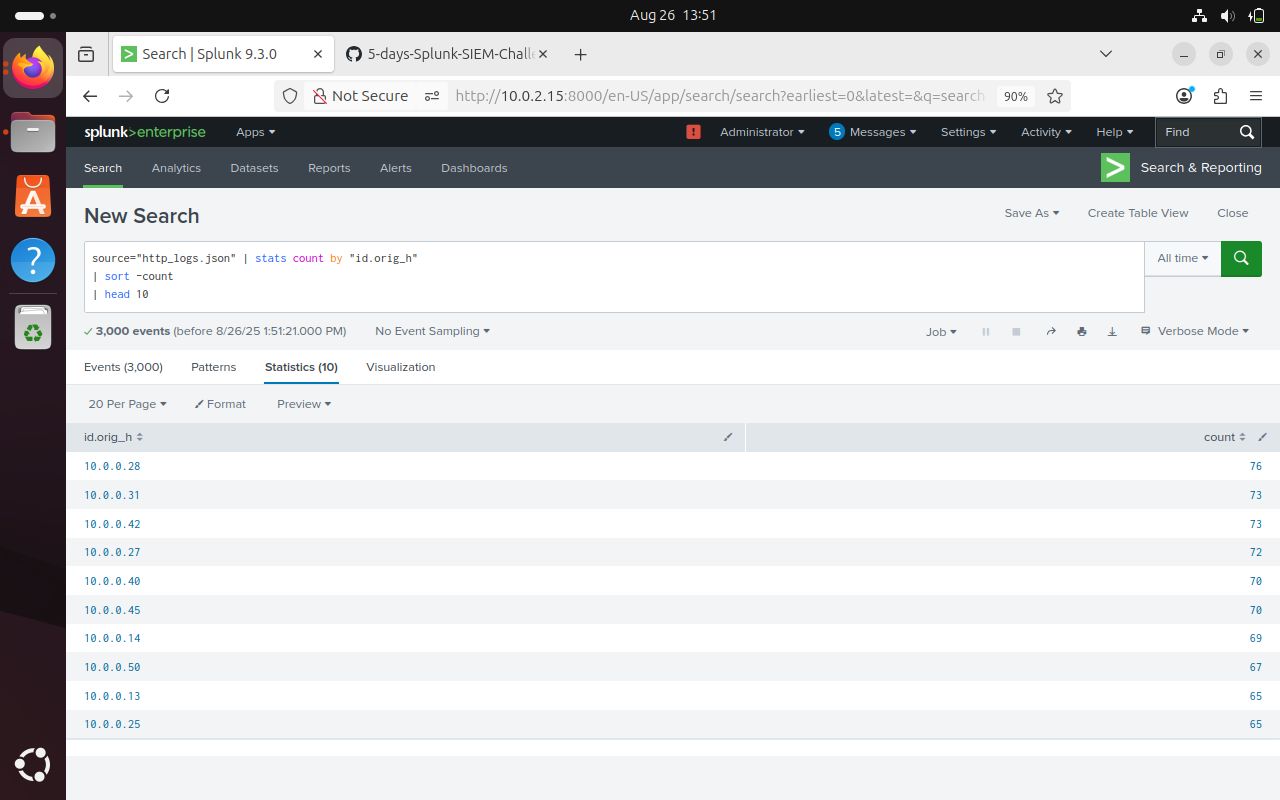 Aug 26 13:51
Search | Splunk 9.3.0
5-days-Splunk-SIEM-Chall
Not Secure http://10.0.2.15:8000/en-US/app/search/search?earliest=0&latest=&q=search 90%
splunk>enterprise Apps Administrator 5 Messages Settings Activity Help Find
Search Analytics Datasets Reports Alerts Dashboards Search & Reporting
New Search Save As Create Table View Close
source="http_logs.json" | stats count by "id.orig_h"
| sort -count
| head 10
All time
3,000 events (before 8/26/25 1:51:21.000 PM) No Event Sampling Job Verbose Mode
Events (3,000) Patterns Statistics (10) Visualization
20 Per Page Format Preview
id.orig_h count
10.0.0.28 76
10.0.0.31 73
10.0.0.42 73
10.0.0.27 72
10.0.0.40 70
10.0.0.45 70
10.0.0.14 69
10.0.0.50 67
10.0.0.13 65
10.0.0.25 65